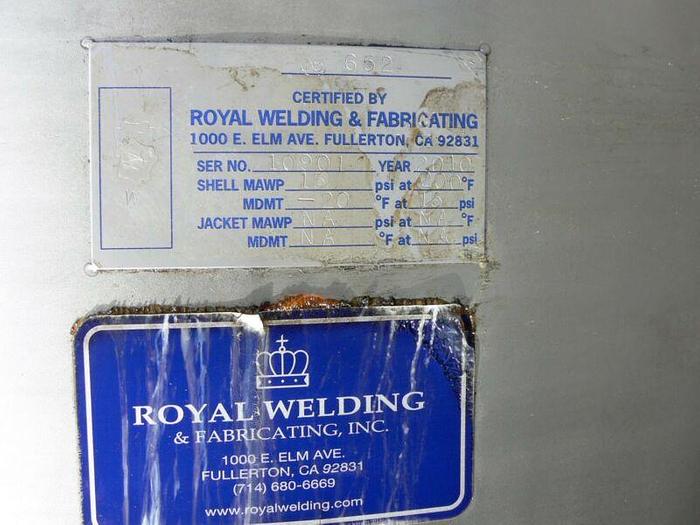 652
CERTIFIED BY
ROYAL WELDING & FABRICATING
1000 E. ELM AVE. FULLERTON, CA 92831
SER NO. 10901 YEAR 2010
SHELL MAWP 15 psi at 200 °F
MDMT -20 °F at 15 psi
JACKET MAWP NA psi at NA °F
MDMT NA °F at NA psi
ROYAL WELDING
& FABRICATING, INC.
1000 E. ELM AVE.
FULLERTON, CA 92831
(714) 680-6669
www.royalwelding.com